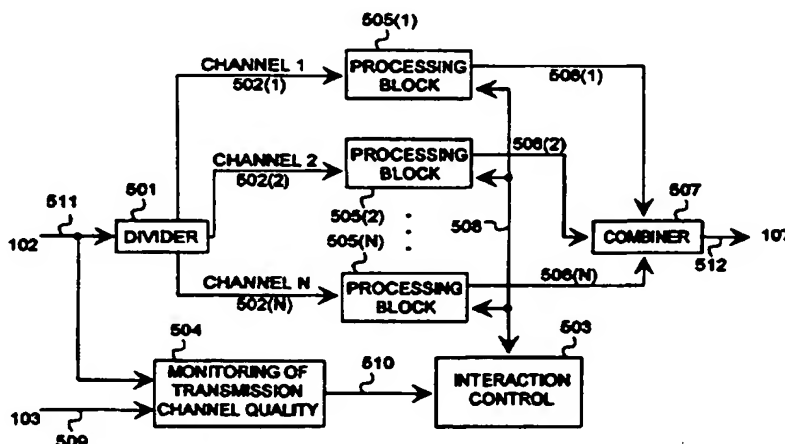 505(1)
PROCESSING
BLOCK
CHANNEL 1
502(1)
506(1)
CHANNEL 2
502(2)
PROCESSING
BLOCK
506(2)
505(2)
501
511
102
DIVIDER
508
507
COMBINER
107
512
505(N)
CHANNEL N
502(N)
PROCESSING
BLOCK
506(N)
504
MONITORING OF
TRANSMISSION
CHANNEL QUALITY
510
503
INTERACTION
CONTROL
103
509